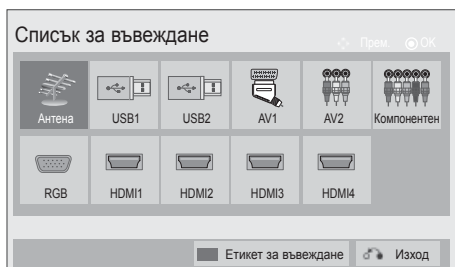 Списък за въвеждане
Прем. OK
Антена USB1 USB2 AV1 AV2 Компонентен
RGB HDMI1 HDMI2 HDMI3 HDMI4
Етикет за въвеждане Изход